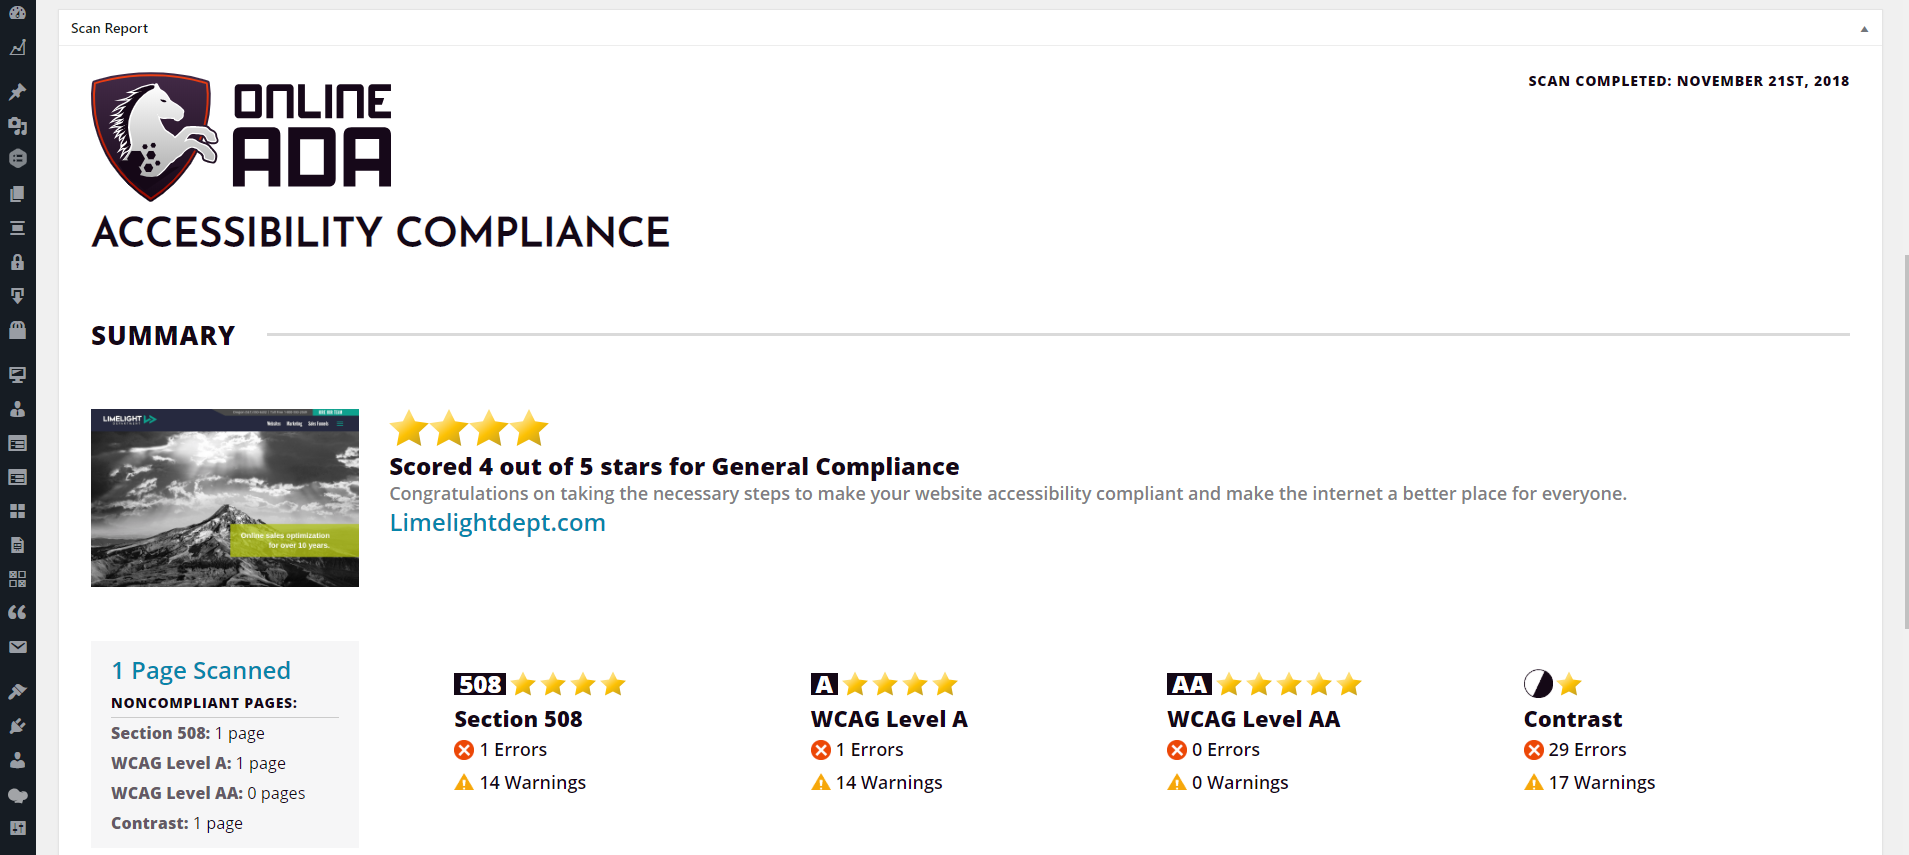 Scan Report
ONLINE
ADA
SCAN COMPLETED: NOVEMBER 21ST, 2018
ACCESSIBILITY COMPLIANCE
SUMMARY
LIMELIGHT
Websites Marketing Sales Funnels
Online sales optimization
for over 10 years.
Scored 4 out of 5 stars for General Compliance
Congratulations on taking the necessary steps to make your website accessibility compliant and make the internet a better place for everyone.
Limelightdept.com
1 Page Scanned
NONCOMPLIANT PAGES:
Section 508: 1 page
WCAG Level A: 1 page
WCAG Level AA: 0 pages
Contrast: 1 page
508
Section 508
1 Errors
14 Warnings
A
WCAG Level A
1 Errors
14 Warnings
AA
WCAG Level AA
0 Errors
0 Warnings
Contrast
29 Errors
17 Warnings